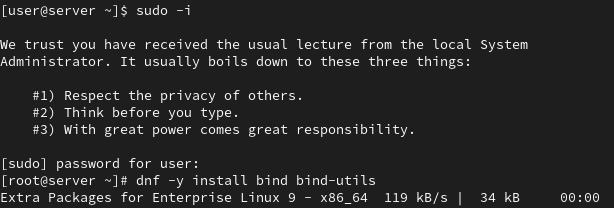 [user@server ~]$ sudo -i
We trust you have received the usual lecture from the local System
Administrator. It usually boils down to these three things:
#1) Respect the privacy of others.
#2) Think before you type.
#3) With great power comes great responsibility.
[sudo] password for user:
[root@server ~]# dnf -y install bind bind-utils
Extra Packages for Enterprise Linux 9 - x86_64  119 kB/s |  34 kB     00:00